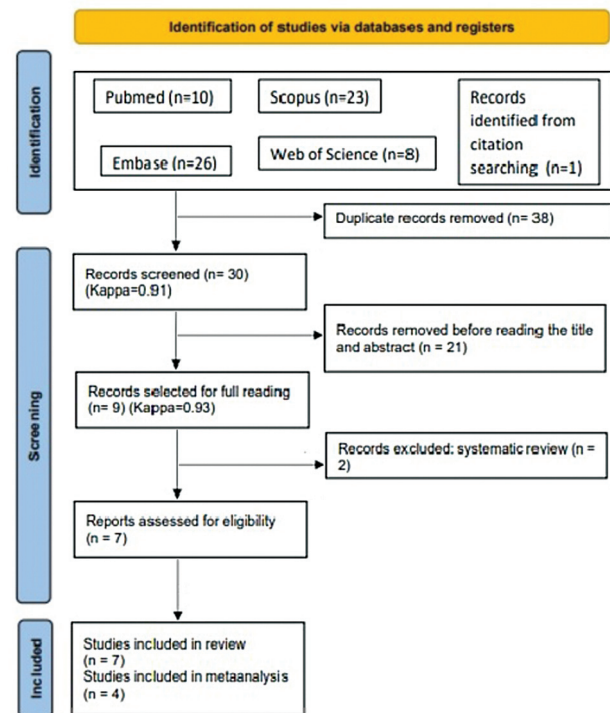 Identification of studies via databases and registers
Identification
Pubmed (n=10)
Scopus (n=23)
Records
identified from
citation
searching (n=1)
Embase (n=26)
Web of Science (n=8)
Duplicate records removed (n= 38)
Screening
Records screened (n= 30)
(Kappa=0.91)
Records removed before reading the title
and abstract (n = 21)
Records selected for full reading
(n= 9) (Kappa=0.93)
Records excluded: systematic review (n =
2)
Reports assessed for eligibility
(n = 7)
Included
Studies included in review
(n = 7)
Studies included in metaanalysis
(n = 4)